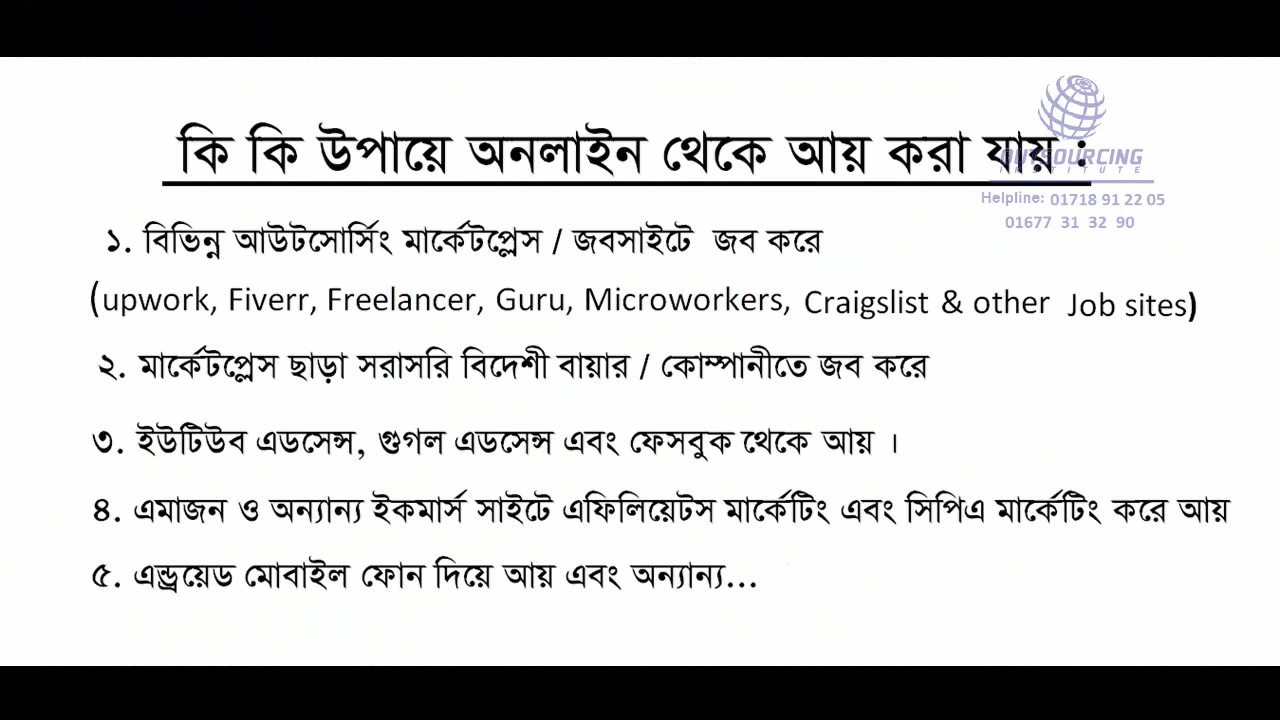 কি কি উপায়ে অনলাইন থেকে আয় করা যায় :
OUTSOURCING
INSTITUTE
Helpline: 01718 91 22 05
01677 31 32 90
১. বিভিন্ন আউটসোর্সিং মার্কেটপ্লেস / জবসাইটে জব করে
(upwork, Fiverr, Freelancer, Guru, Microworkers, Craigslist & other Job sites)
২. মার্কেটপ্লেস ছাড়া সরাসরি বিদেশী বায়ার / কোম্পানীতে জব করে
৩. ইউটিউব এডসেন্স, গুগল এডসেন্স এবং ফেসবুক থেকে আয় ।
৪. এমাজন ও অন্যান্য ইকমার্স সাইটে এফিলিয়েটস মার্কেটিং এবং সিপিএ মার্কেটিং করে আয়
৫. এন্ড্রয়েড মোবাইল ফোন দিয়ে আয় এবং অন্যান্য...